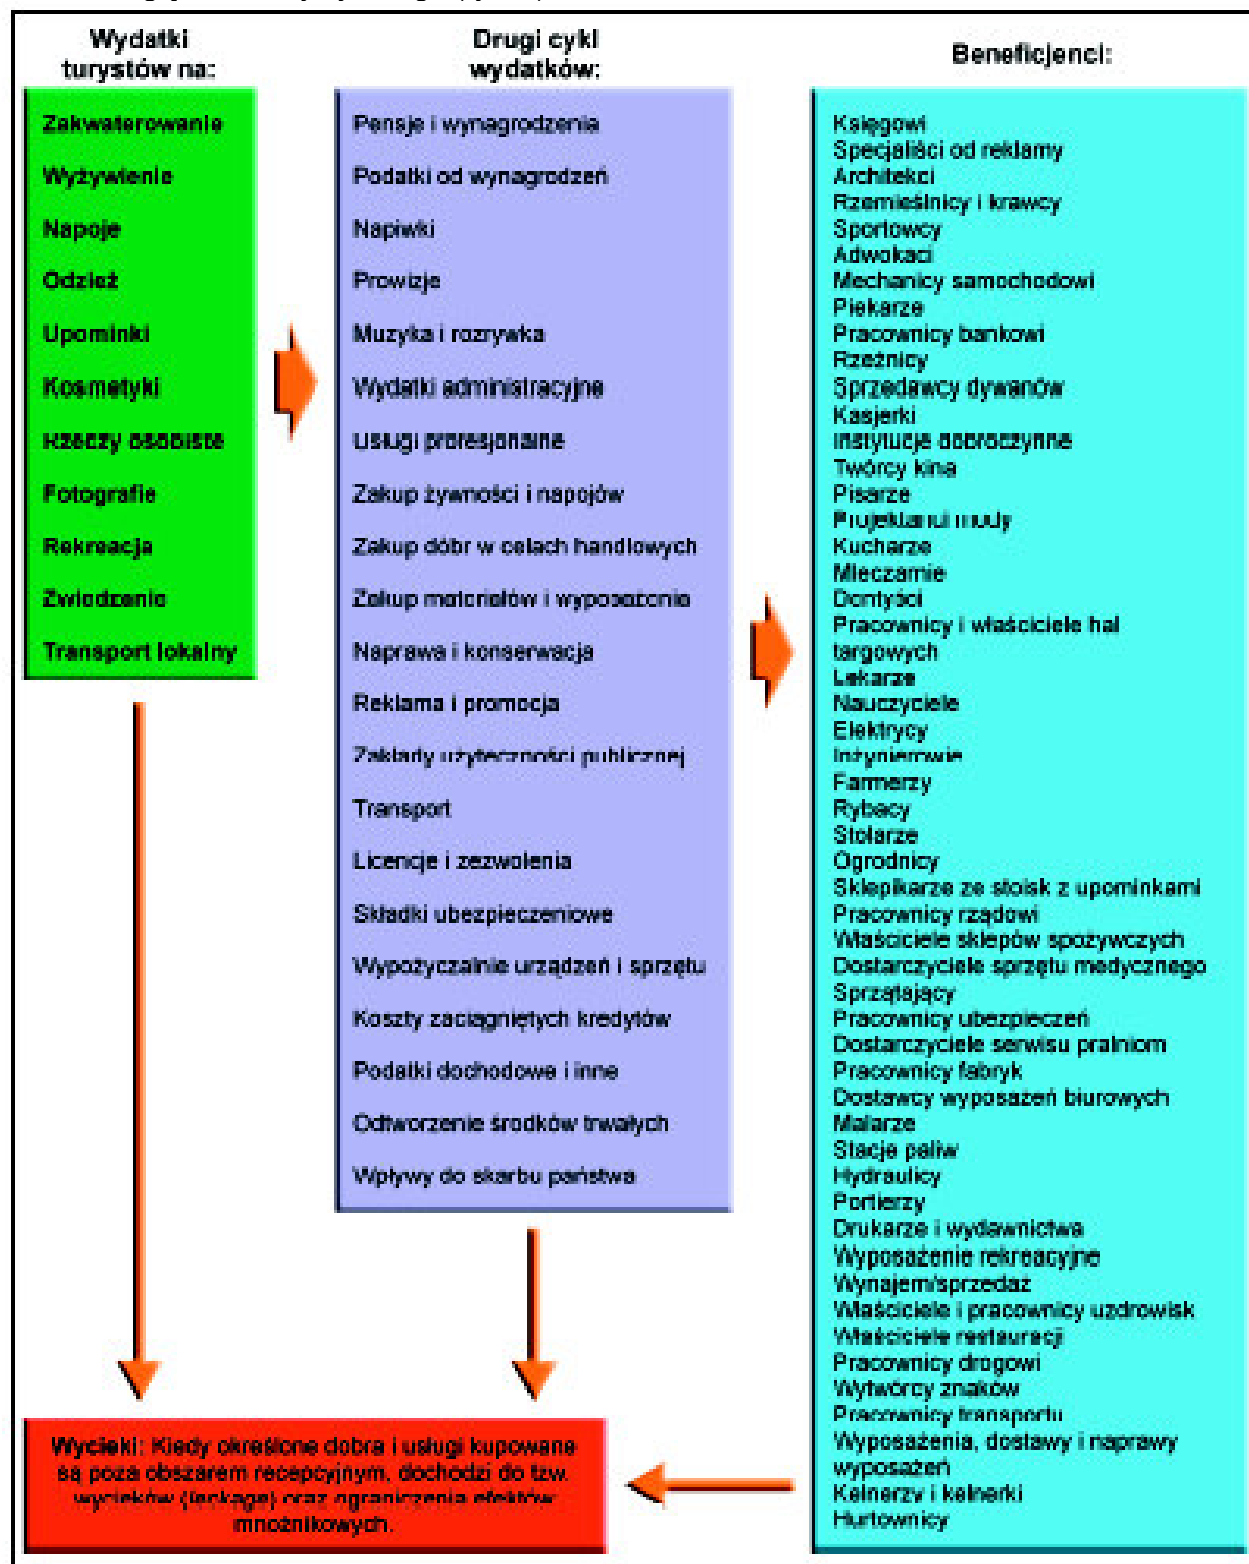 Wydatki
turystów na:
Zakwaterowanie
Wyżywienie
Napoje
Odzież
Upominki
Kosmetyki
Rzeczy osobiste
Fotografie
Rekreacja
Zwiedzanie
Transport lokalny
Drugi cykl
wydatków:
Pensje i wynagrodzenia
Podatki od wynagrodzeń
Napiwki
Prowizje
Muzyka i rozrywka
Wydatki administracyjne
Usługi profesjonalne
Zakup żywności i napojów
Zakup dóbr w celach handlowych
Zakup materiałów i wyposażenia
Naprawa i konserwacja
Reklama i promocja
Zakłady użyteczności publicznej
Transport
Licencje i zezwolenia
Składki ubezpieczeniowe
Wypożyczalnie urządzeń i sprzętu
Koszty zaciągniętych kredytów
Podatki dochodowe i inne
Odtworzenie środków trwałych
Wpływy do skarbu państwa
Beneficjenci:
Księgowi
Specjaliści od reklamy
Architekci
Rzemieślnicy i krawcy
Sportowcy
Adwokaci
Mechanicy samochodowi
Piekarze
Pracownicy bankowi
Rzeźnicy
Sprzedawcy dywanów
Kasjerki
Instytucje dobroczynne
Twórcy kina
Pisarze
Projektanci mody
Kucharze
Mleczarnie
Dentyści
Pracownicy i właściciele hal
targowych
Lekarze
Nauczyciele
Elektrycy
Inżynierowie
Farmerzy
Rybacy
Stolarze
Ogrodnicy
Sklepikarze ze stoisk z upominkami
Pracownicy rządowi
Właściciele sklepów spożywczych
Dostarczyciele sprzętu medycznego
Sprzątający
Pracownicy ubezpieczeń
Dostarczyciele serwisu pralniom
Pracownicy fabryk
Dostawcy wyposażeń biurowych
Malarze
Stacje paliw
Hydraulicy
Portierzy
Drukarze i wydawnictwa
Wyposażenie rekreacyjne
Wynajem/sprzedaż
Właściciele i pracownicy uzdrowisk
Właściciele restauracji
Pracownicy drogowi
Wytwórcy znaków
Pracownicy transportu
Wyposażenia, dostawy i naprawy
wyposażeń
Kelnerzy i kelnerki
Hurtownicy
Wycieki: Kiedy określone dobra i usługi kupowane
są poza obszarem recepcyjnym, dochodzi do tzw.
wycieków (leakage) oraz ograniczenia efektów
mnożnikowych.